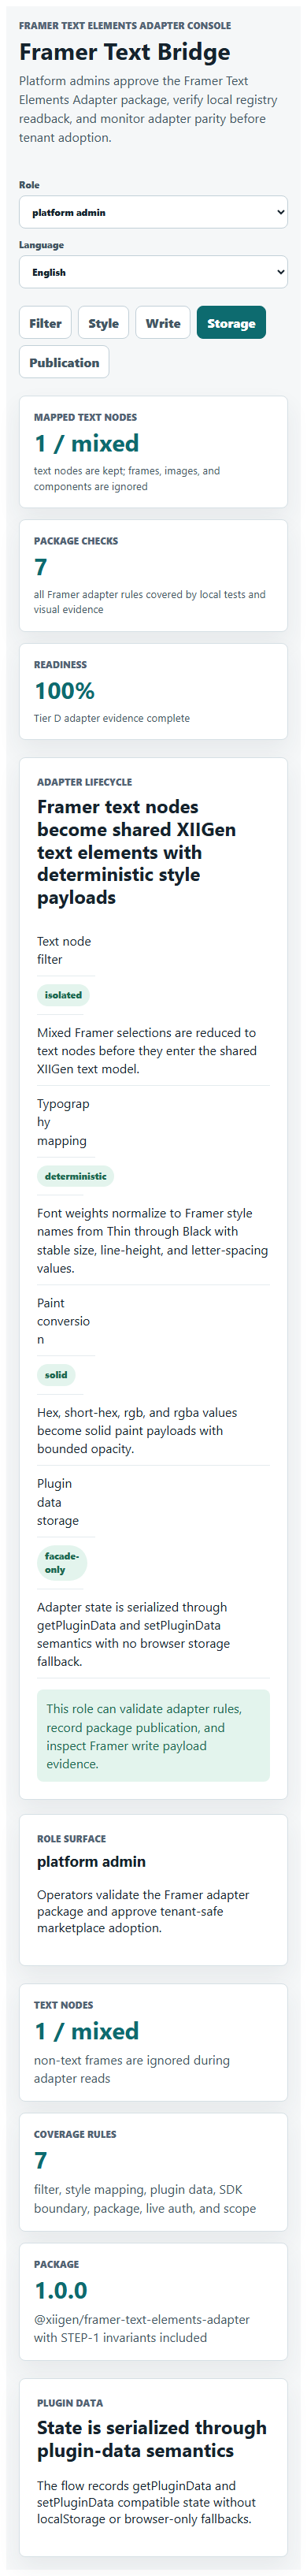 FRAMER TEXT ELEMENTS ADAPTER CONSOLE
Framer Text Bridge
Platform admins approve the Framer Text
Elements Adapter package, verify local registry
readback, and monitor adapter parity before
tenant adoption.
Role
platform admin
Language
English
Filter
Style
Write
Storage
Publication
MAPPED TEXT NODES
1 / mixed
text nodes are kept; frames, images, and
components are ignored
PACKAGE CHECKS
7
all Framer adapter rules covered by local tests and
visual evidence
READINESS
100%
Tier D adapter evidence complete
ADAPTER LIFECYCLE
Framer text nodes
become shared XIIGen
text elements with
deterministic style
payloads
Text node
filter
isolated
Mixed Framer selections are reduced to
text nodes before they enter the shared
XIIGen text model.
Typograp
hy
mapping
deterministic
Font weights normalize to Framer style
names from Thin through Black with
stable size, line-height, and letter-spacing
values.
Paint
conversio
n
solid
Hex, short-hex, rgb, and rgba values
become solid paint payloads with
bounded opacity.
Plugin
data
storage
facade-
only
Adapter state is serialized through
getPluginData and setPluginData
semantics with no browser storage
fallback.
This role can validate adapter rules,
record package publication, and
inspect Framer write payload
evidence.
ROLE SURFACE
platform admin
Operators validate the Framer adapter
package and approve tenant-safe
marketplace adoption.
TEXT NODES
1 / mixed
non-text frames are ignored during
adapter reads
COVERAGE RULES
7
filter, style mapping, plugin data, SDK
boundary, package, live auth, and scope
PACKAGE
1.0.0
@xiigen/framer-text-elements-adapter
with STEP-1 invariants included
PLUGIN DATA
State is serialized through
plugin-data semantics
The flow records getPluginData and
setPluginData compatible state without
localStorage or browser-only fallbacks.